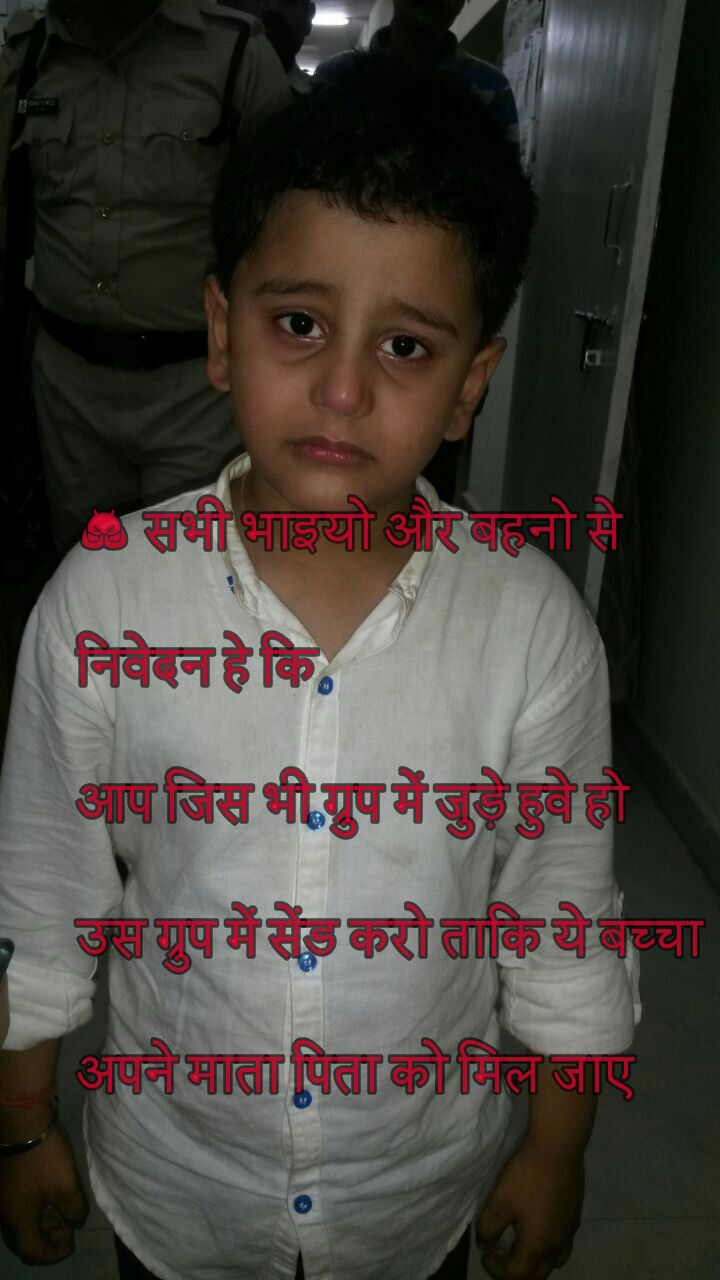 👹 सभी भाइयो और बहनो से
निवेदन हे कि
आप जिस भी ग्रुप में जुड़े हुवे हो
उस ग्रुप में सेंड करो ताकि ये बच्चा
अपने माता पिता को मिल जाए